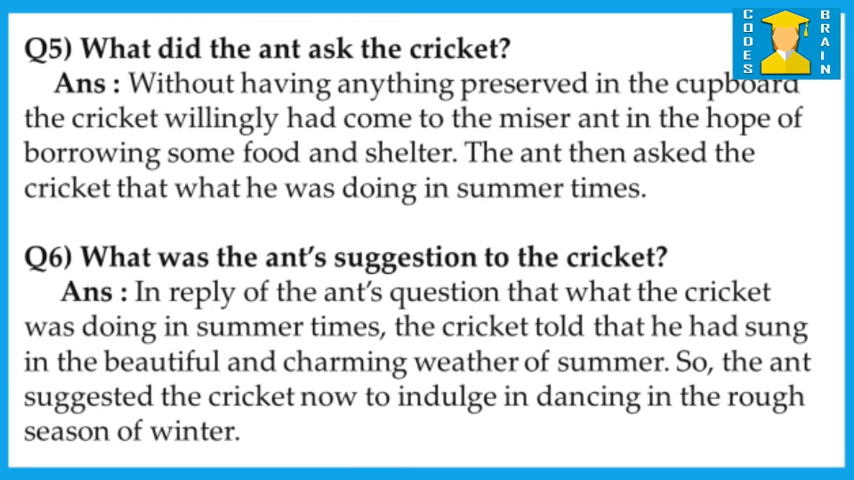 CODES
BRAIN
Q5) What did the ant ask the cricket?
Ans : Without having anything preserved in the cupboard
the cricket willingly had come to the miser ant in the hope of
borrowing some food and shelter. The ant then asked the
cricket that what he was doing in summer times.
Q6) What was the ant's suggestion to the cricket?
Ans : In reply of the ant's question that what the cricket
was doing in summer times, the cricket told that he had sung
in the beautiful and charming weather of summer. So, the ant
suggested the cricket now to indulge in dancing in the rough
season of winter.